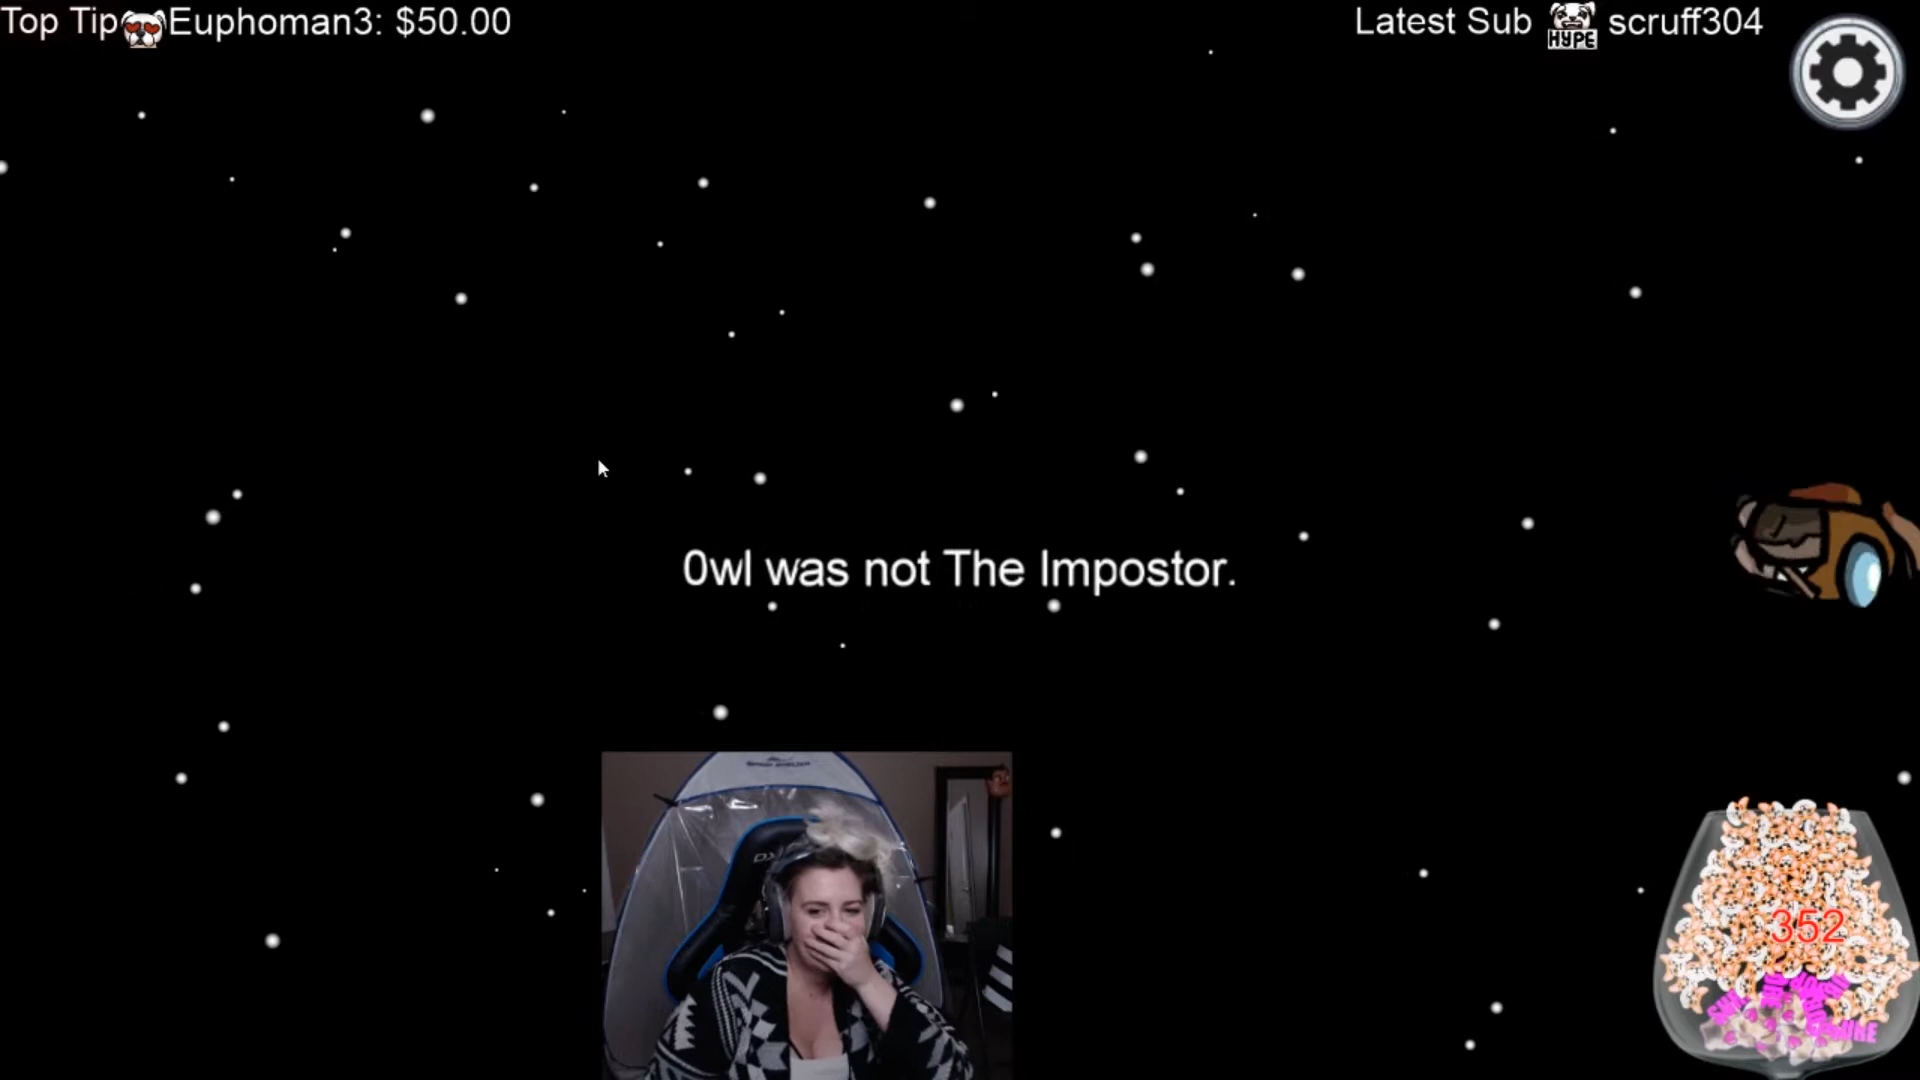 Top Tip Euphoman3: $50.00
Latest Sub HYPE scruff304
0wl was not The Impostor.
352